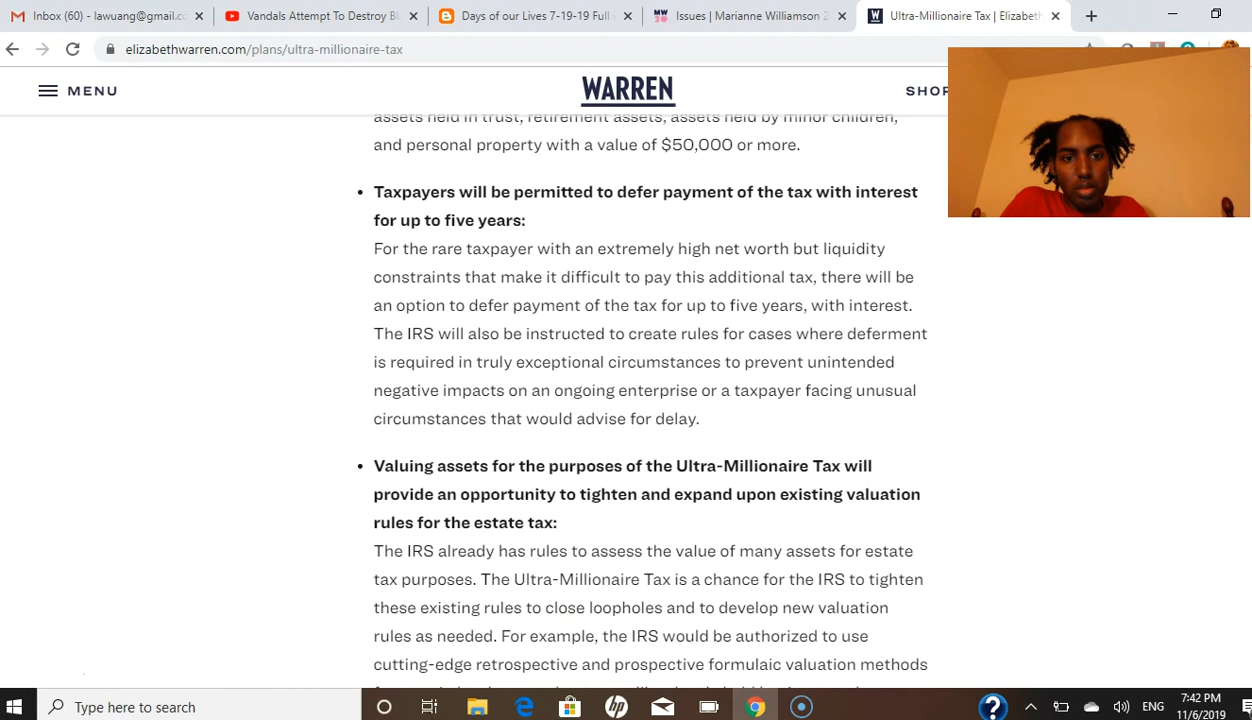 Inbox (60) - lawuang@gmail.cc
Vandals Attempt To Destroy Bl
Days of our Lives 7-19-19 Full
Issues | Marianne Williamson 2
Ultra-Millionaire Tax | Elizabeth
elizabethwarren.com/plans/ultra-millionaire-tax
MENU
WARREN
SHOP
assets held in trust, retirement assets, assets held by minor children,
and personal property with a value of $50,000 or more.
• Taxpayers will be permitted to defer payment of the tax with interest
for up to five years:
For the rare taxpayer with an extremely high net worth but liquidity
constraints that make it difficult to pay this additional tax, there will be
an option to defer payment of the tax for up to five years, with interest.
The IRS will also be instructed to create rules for cases where deferment
is required in truly exceptional circumstances to prevent unintended
negative impacts on an ongoing enterprise or a taxpayer facing unusual
circumstances that would advise for delay.
• Valuing assets for the purposes of the Ultra-Millionaire Tax will
provide an opportunity to tighten and expand upon existing valuation
rules for the estate tax:
The IRS already has rules to assess the value of many assets for estate
tax purposes. The Ultra-Millionaire Tax is a chance for the IRS to tighten
these existing rules to close loopholes and to develop new valuation
rules as needed. For example, the IRS would be authorized to use
cutting-edge retrospective and prospective formulaic valuation methods
Type here to search
hp
7:42 PM
11/6/2019